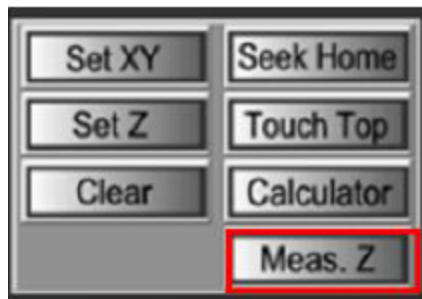 Set XY Seek Home
Set Z Touch Top
Clear Calculator
Meas. Z